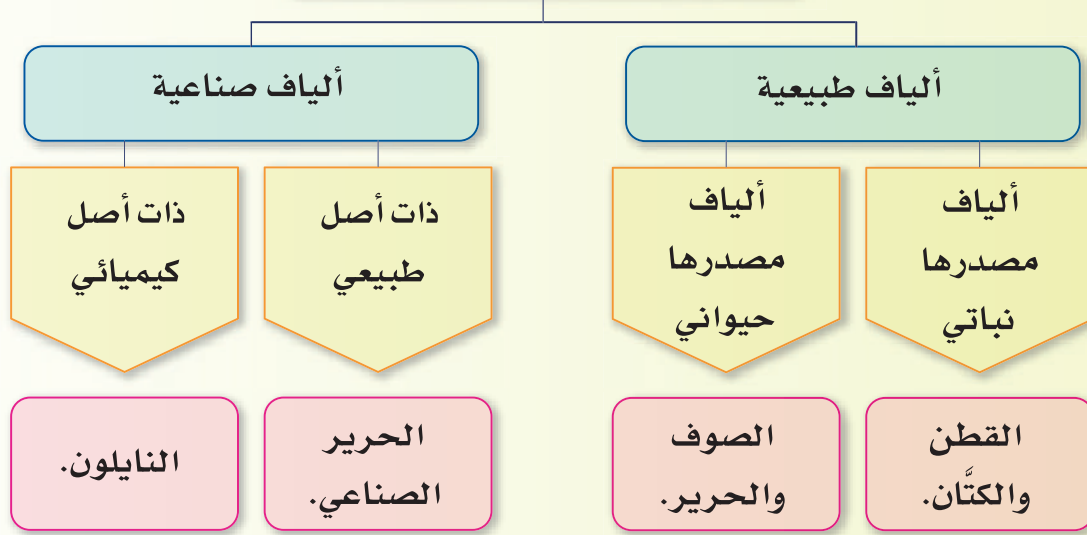 ألياف طبيعية
ألياف صناعية
ألياف
مصدرها
نباتي
ألياف
مصدرها
حيواني
ذات أصل
طبيعي
ذات أصل
كيميائي
القطن
والكتَّان.
الصوف
والحرير.
الحرير
الصناعي.
النايلون.